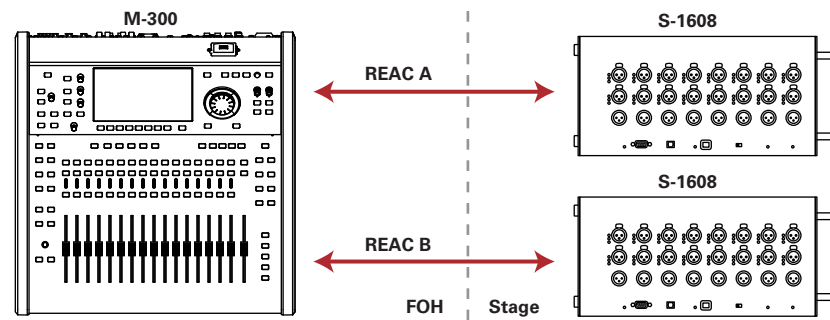 M-300
S-1608
REAC A
S-1608
REAC B
FOH
Stage